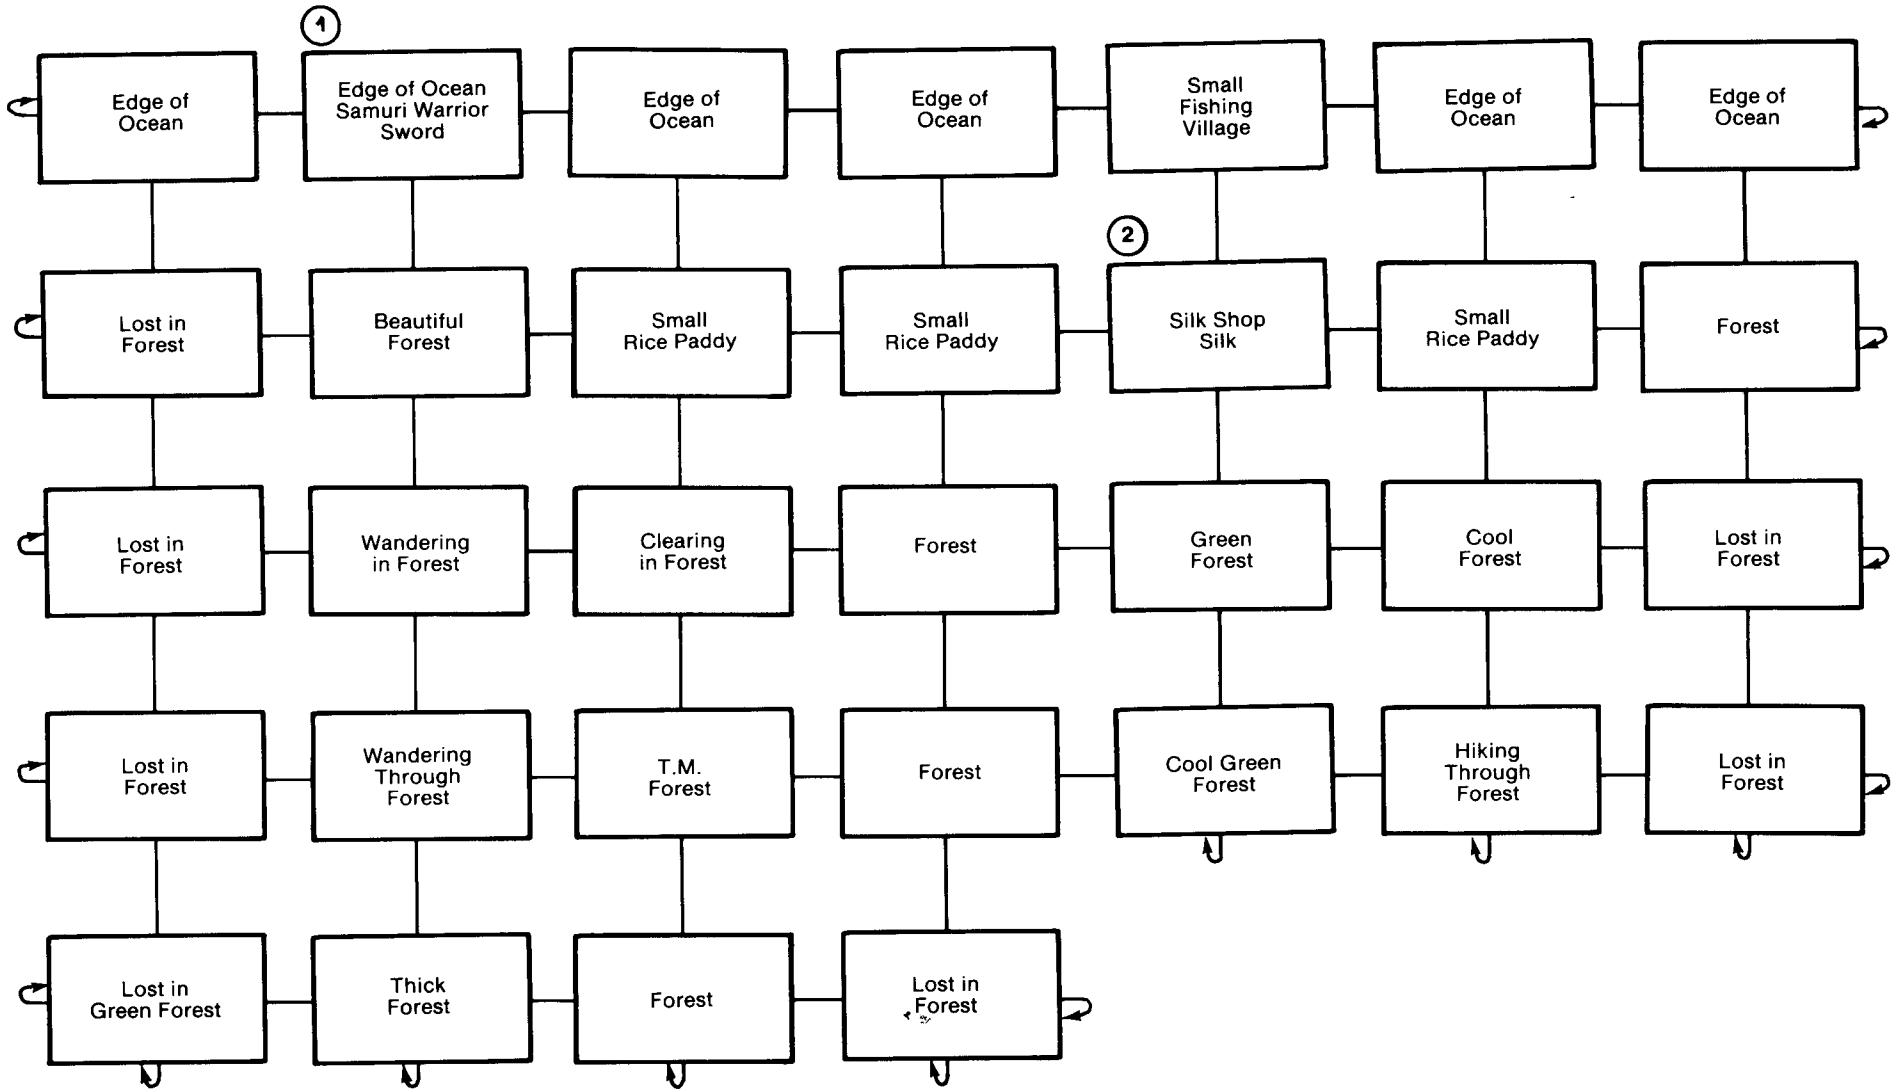 1
Edge of
Ocean
Edge of Ocean
Samuri Warrior
Sword
Edge of
Ocean
Edge of
Ocean
Small
Fishing
Village
Edge of
Ocean
Edge of
Ocean
2
Lost in
Forest
Beautiful
Forest
Small
Rice Paddy
Small
Rice Paddy
Silk Shop
Silk
Small
Rice Paddy
Forest
Lost in
Forest
Wandering
in Forest
Clearing
in Forest
Forest
Green
Forest
Cool
Forest
Lost in
Forest
Lost in
Forest
Wandering
Through
Forest
T.M.
Forest
Forest
Cool Green
Forest
Hiking
Through
Forest
Lost in
Forest
Lost in
Green Forest
Thick
Forest
Forest
Lost in
Forest